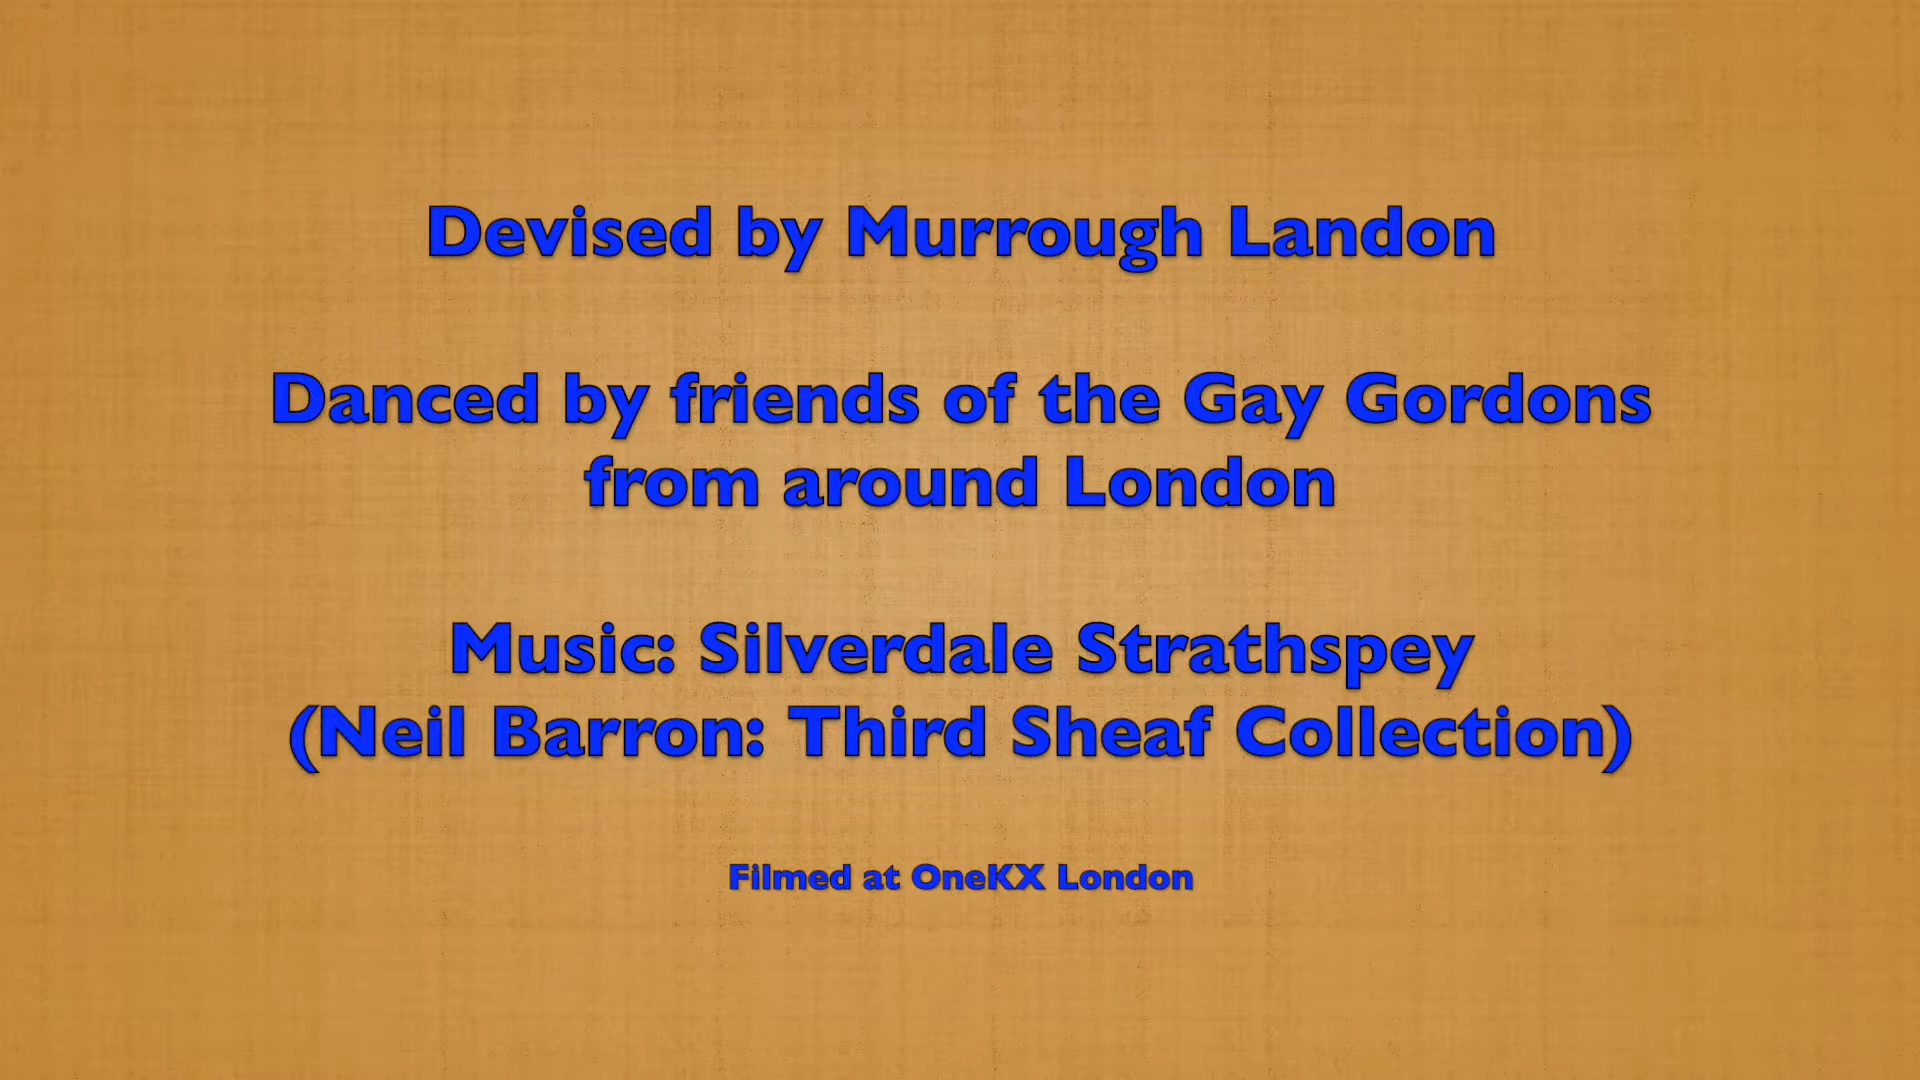 Devised by Murrough Landon
Danced by friends of the Gay Gordons
from around London
Music: Silverdale Strathspey
(Neil Barron: Third Sheaf Collection)
Filmed at OneKX London